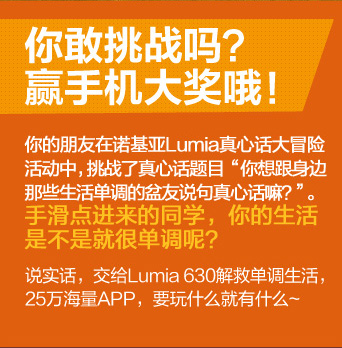 你敢挑战吗？
赢手机大奖哦！
你的朋友在诺基亚Lumia真心话大冒险
活动中，挑战了真心话题目“你想跟身边
那些生活单调的盆友说句真心话嘛？”。
手滑点进来的同学，你的生活
是不是就很单调呢？
说实话，交给Lumia 630解救单调生活，
25万海量APP，要玩什么就有什么~